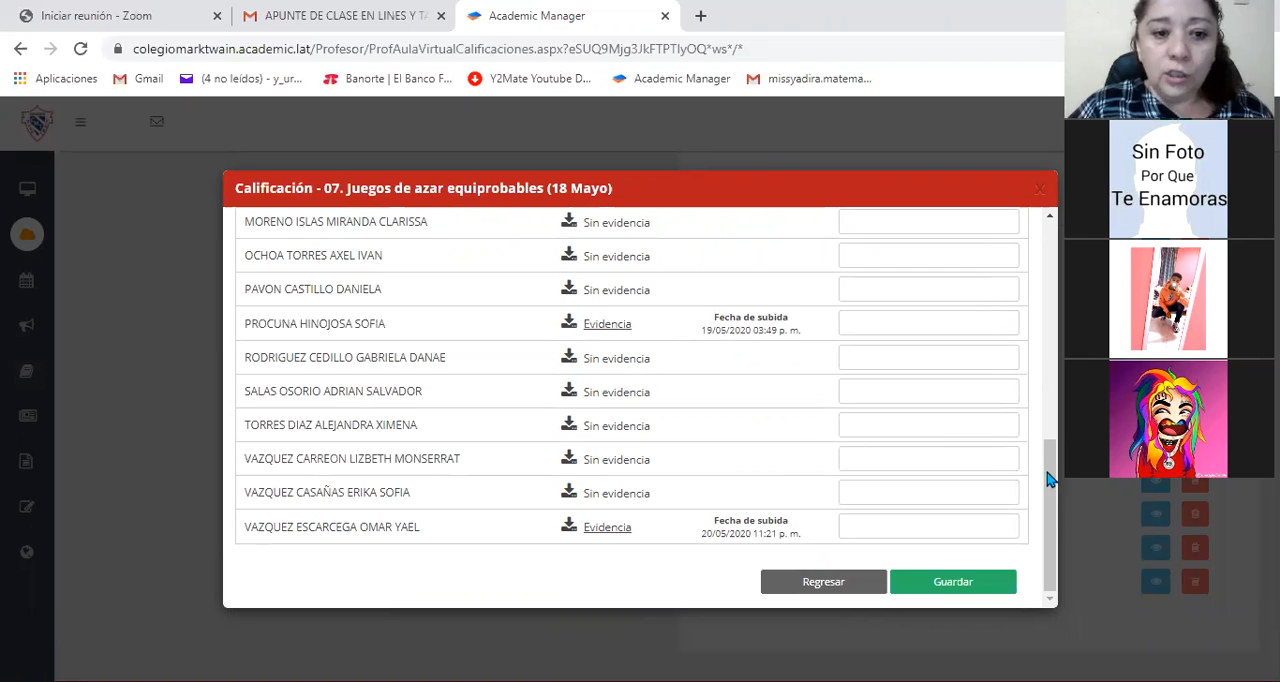 Iniciar reunión - Zoom
APUNTE DE CLASE EN LINES Y TA
Academic Manager
colegiomarktwain.academic.lat/Profesor/ProfAulaVirtualCalificaciones.aspx?eSUQ9Mjg3JkFTPTIyOQ*ws*/*
Aplicaciones
Gmail
(4 no leídos) - y_ur...
Banorte | El Banco F...
Y2Mate Youtube D...
Academic Manager
missyadira.matema...
Calificación - 07. Juegos de azar equiprobables (18 Mayo)
x
MORENO ISLAS MIRANDA CLARISSA Sin evidencia
OCHOA TORRES AXEL IVAN Sin evidencia
PAVON CASTILLO DANIELA Sin evidencia
PROCUNA HINOJOSA SOFIA Evidencia Fecha de subida
19/05/2020 03:49 p. m.
RODRIGUEZ CEDILLO GABRIELA DANAE Sin evidencia
SALAS OSORIO ADRIAN SALVADOR Sin evidencia
TORRES DIAZ ALEJANDRA XIMENA Sin evidencia
VAZQUEZ CARREON LIZBETH MONSERRAT Sin evidencia
VAZQUEZ CASAÑAS ERIKA SOFIA Sin evidencia
VAZQUEZ ESCARCEGA OMAR YAEL Evidencia Fecha de subida
20/05/2020 11:21 p. m.
Regresar
Guardar
Sin Foto
Por Que
Te Enamoras